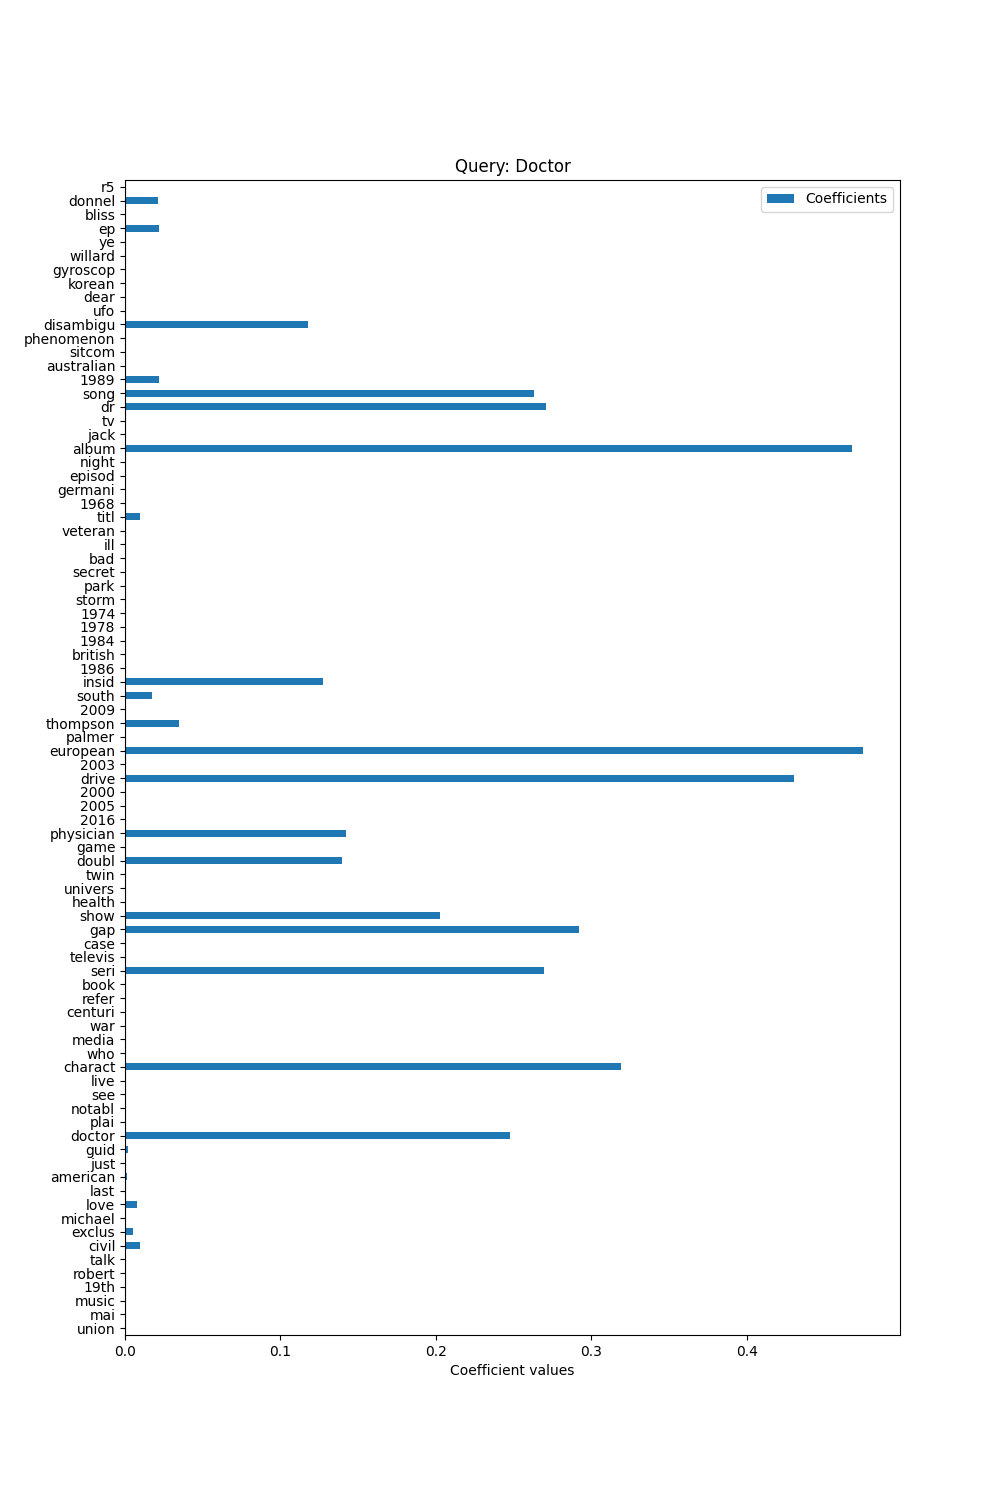 Query: Doctor
Coefficients
r5
donnel
bliss
ep
ye
willard
gyroscop
korean
dear
ufo
disambigu
phenomenon
sitcom
australian
1989
song
dr
tv
jack
album
night
episod
germani
1968
titl
veteran
ill
bad
secret
park
storm
1974
1978
1984
british
1986
insid
south
2009
thompson
palmer
european
2003
drive
2000
2005
2016
physician
game
doubl
twin
univers
health
show
gap
case
televis
seri
book
refer
centuri
war
media
who
charact
live
see
notabl
plai
doctor
guid
just
american
last
love
michael
exclus
civil
talk
robert
19th
music
mai
union
0.0 0.1 0.2 0.3 0.4
Coefficient values